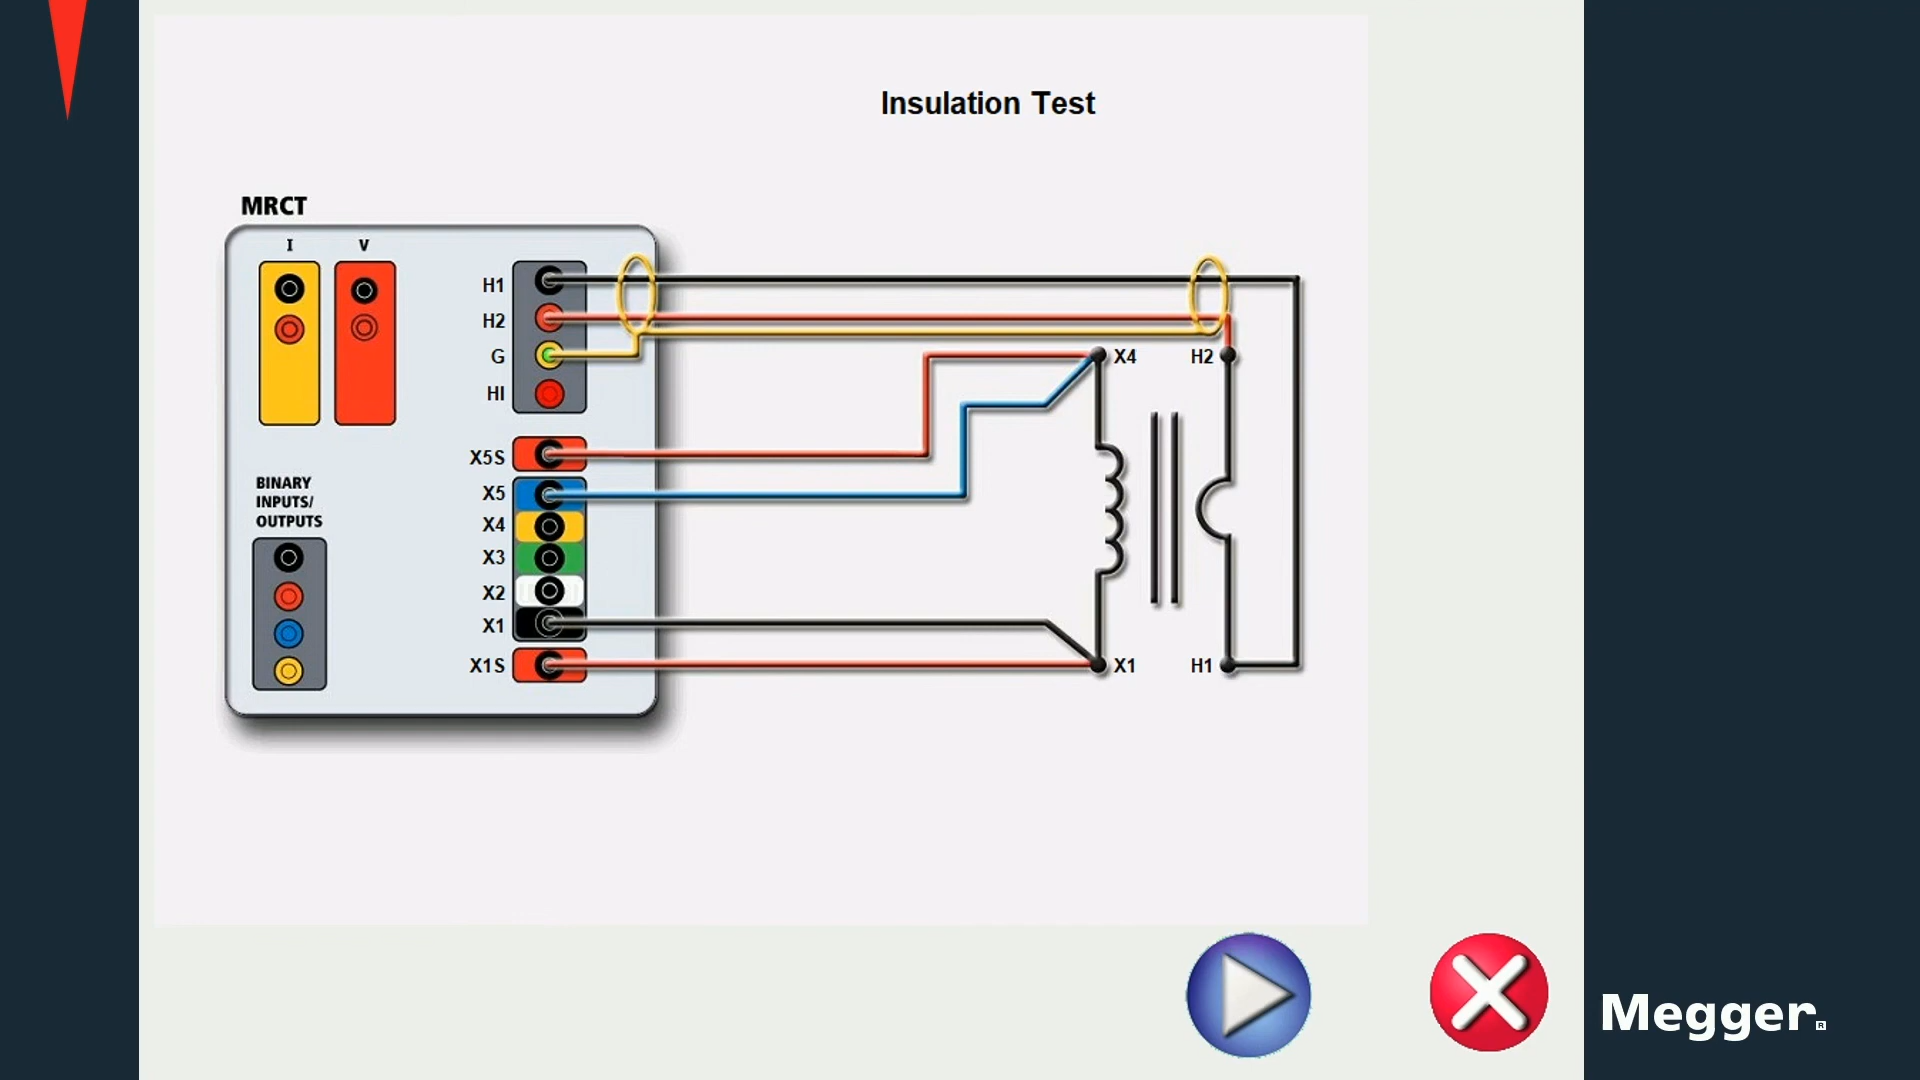 Insulation Test
MRCT
I
V
H1
H2
G
HI
X4
H2
X5S
X5
BINARY
INPUTS/
OUTPUTS
X4
X3
X2
X1
X1S
X1
H1
Megger®